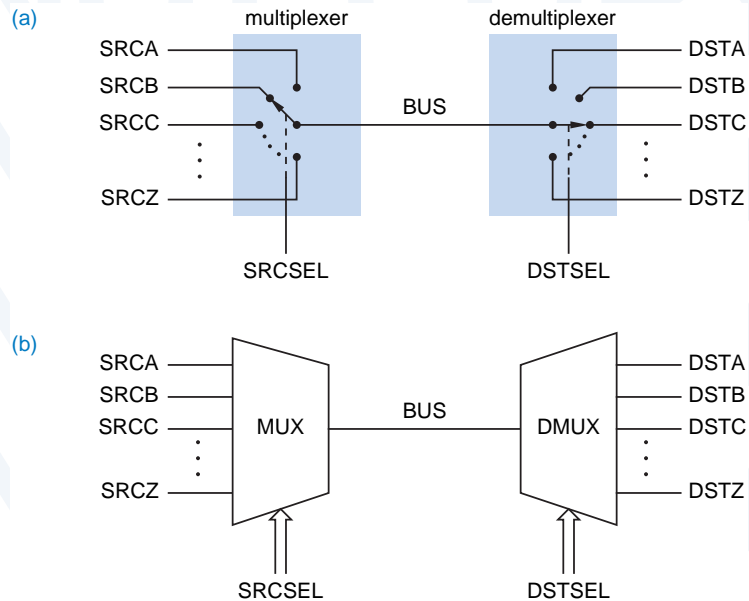 (a)
multiplexer demultiplexer
SRCA DSTA
SRCB DSTB
BUS
SRCC DSTC
SRCZ DSTZ
SRCSEL DSTSEL
(b)
SRCA DSTA
SRCB DSTB
BUS
SRCC MUX DMUX DSTC
SRCZ DSTZ
SRCSEL DSTSEL